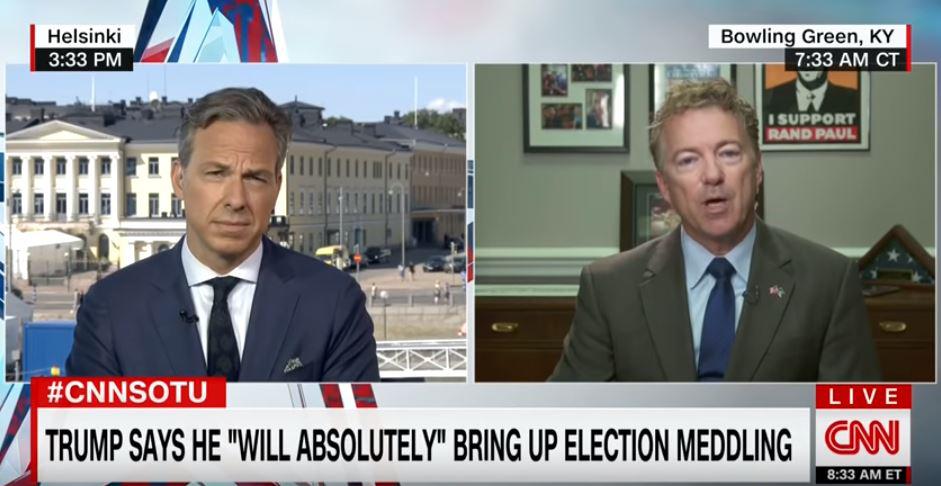 Helsinki
3:33 PM
Bowling Green, KY
7:33 AM CT
I SUPPORT
RAND PAUL
#CNNSOTU
TRUMP SAYS HE "WILL ABSOLUTELY" BRING UP ELECTION MEDDLING
LIVE
CNN
8:33 AM ET